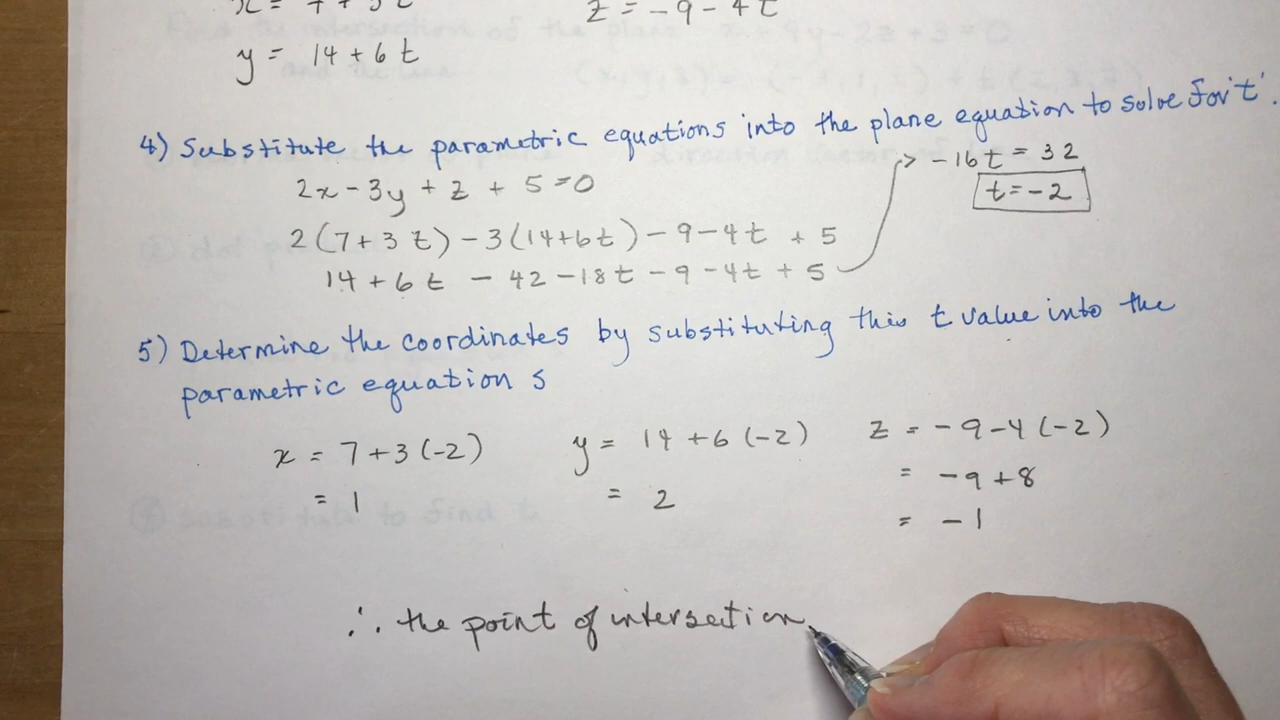 x = 7 + 3t
z = -9 - 4t
y = 14 + 6t
4) Substitute the parametric equations into the plane equation to solve for 't'.
2x - 3y + z + 5 = 0
-16t = 32
t = -2
2(7+3t) - 3(14+6t) - 9 - 4t + 5
14 + 6t - 42 - 18t - 9 - 4t + 5
5) Determine the coordinates by substituting this t value into the
parametric equations
x = 7+3(-2)
= 1
y = 14+6(-2)
= 2
z = -9-4(-2)
= -9+8
= -1
∴ the point of intersection